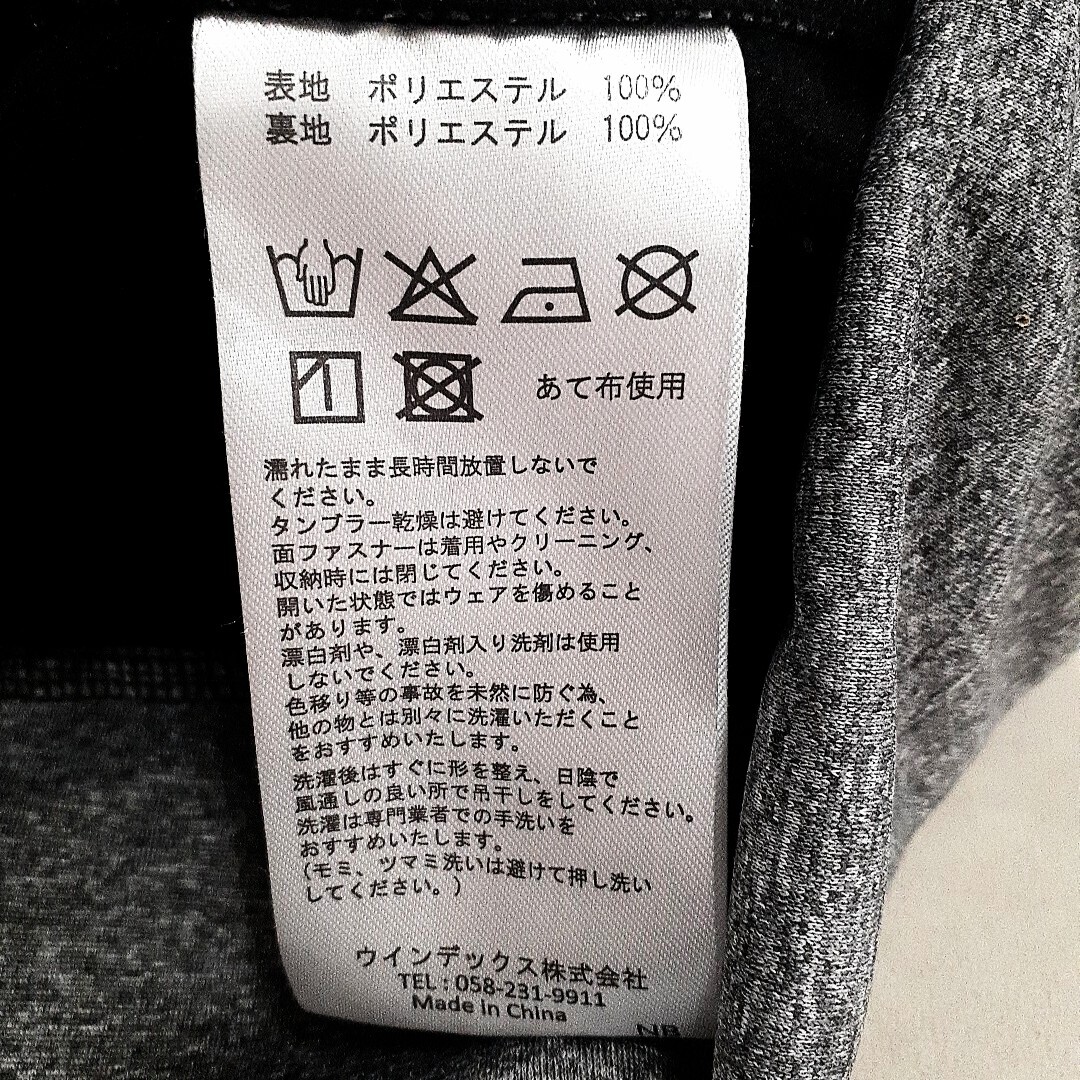 表地 ポリエステル 100%
裏地 ポリエステル 100%
あて布使用
濡れたまま長時間放置しないで
ください。
タンブラー乾燥は避けてください。
面ファスナーは着用やクリーニング、
収納時には閉じてください。
開いた状態ではウェアを傷めること
があります。
漂白剤や、漂白剤入り洗剤は使用
しないでください。
色移り等の事故を未然に防ぐ為、
他の物とは別々に洗濯いただくこと
をおすすめいたします。
洗濯後はすぐに形を整え、日陰で
風通しの良い所で吊干しをしてください。
洗濯は専門業者での手洗いを
おすすめいたします。
(モミ、ツマミ洗いは避けて押し洗い
してください。)
ウインデックス株式会社
TEL:058-231-9911
Made in China
NB